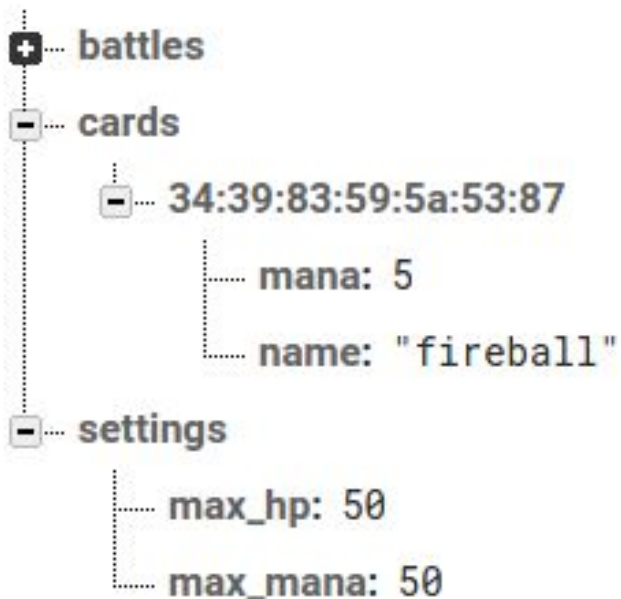 battles
cards
34:39:83:59:5a:53:87
mana: 5
name: "fireball"
settings
max_hp: 50
max_mana: 50